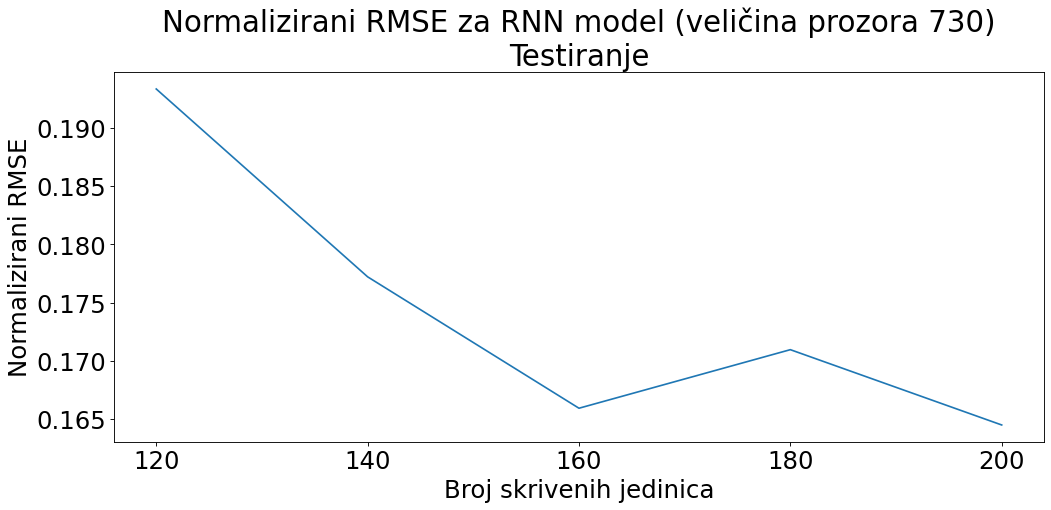 Normalizirani RMSE za RNN model (veličina prozora 730)
Testiranje
Normalizirani RMSE
0.190
0.185
0.180
0.175
0.170
0.165
120 140 160 180 200
Broj skrivenih jedinica